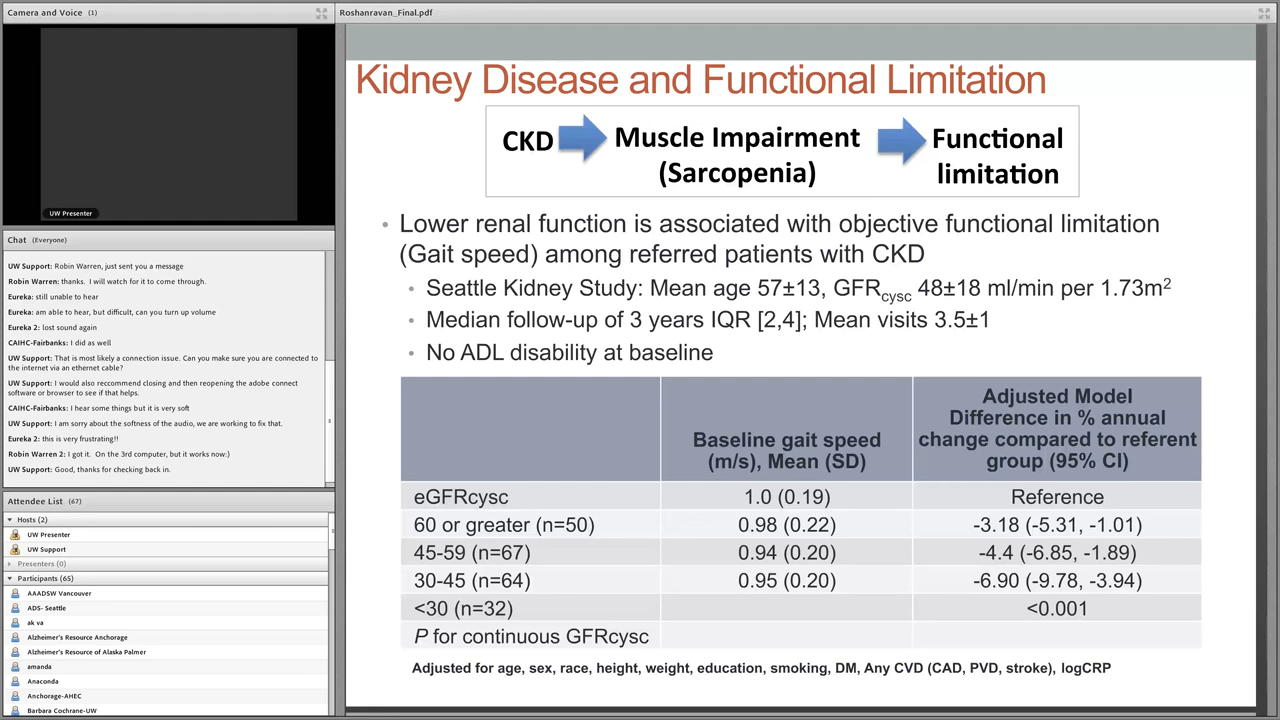 Camera and Voice (1)
UW Presenter
Chat (Everyone)
UW Support: Robin Warren, just sent you a message
Robin Warren: thanks. I will watch for it to come through.
Eureka: still unable to hear
Eureka: am able to hear, but difficult, can you turn up volume
Eureka 2: lost sound again
CAIHC-Fairbanks: I did as well
UW Support: That is most likely a connection issue. Can you make sure you are connected to
the internet via an ethernet cable?
UW Support: I would also reccommend closing and then reopening the adobe connect
software or browser to see if that helps.
CAIHC-Fairbanks: I hear some things but it is very soft
UW Support: I am sorry about the softness of the audio, we are working to fix that.
Eureka 2: this is very frustrating!!
Robin Warren 2: I got it. On the 3rd computer, but it works now:)
UW Support: Good, thanks for checking back in.
Attendee List (67)
Hosts (2)
UW Presenter
UW Support
Presenters (0)
Participants (65)
AAADSW Vancouver
ADS- Seattle
ak va
Alzheimer's Resource Anchorage
Alzheimer's Resource of Alaska Palmer
amanda
Anaconda
Anchorage-AHEC
Barbara Cochrane-UW
Roshanravan_Final.pdf
Kidney Disease and Functional Limitation
CKD Muscle Impairment Functional
(Sarcopenia) limitation
• Lower renal function is associated with objective functional limitation
(Gait speed) among referred patients with CKD
• Seattle Kidney Study: Mean age 57±13, GFRcysc 48±18 ml/min per 1.73m²
• Median follow-up of 3 years IQR [2,4]; Mean visits 3.5±1
• No ADL disability at baseline
Baseline gait speed
(m/s), Mean (SD)
Adjusted Model
Difference in % annual
change compared to referent
group (95% CI)
eGFRcysc 1.0 (0.19) Reference
60 or greater (n=50) 0.98 (0.22) -3.18 (-5.31, -1.01)
45-59 (n=67) 0.94 (0.20) -4.4 (-6.85, -1.89)
30-45 (n=64) 0.95 (0.20) -6.90 (-9.78, -3.94)
<30 (n=32) <0.001
P for continuous GFRcysc
Adjusted for age, sex, race, height, weight, education, smoking, DM, Any CVD (CAD, PVD, stroke), logCRP